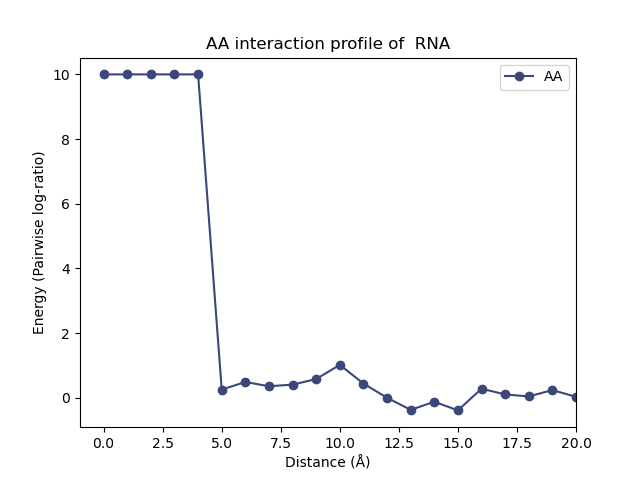 AA interaction profile of  RNA
AA
Energy (Pairwise log-ratio)
10
8
6
4
2
0
0.0 2.5 5.0 7.5 10.0 12.5 15.0 17.5 20.0
Distance (Å)